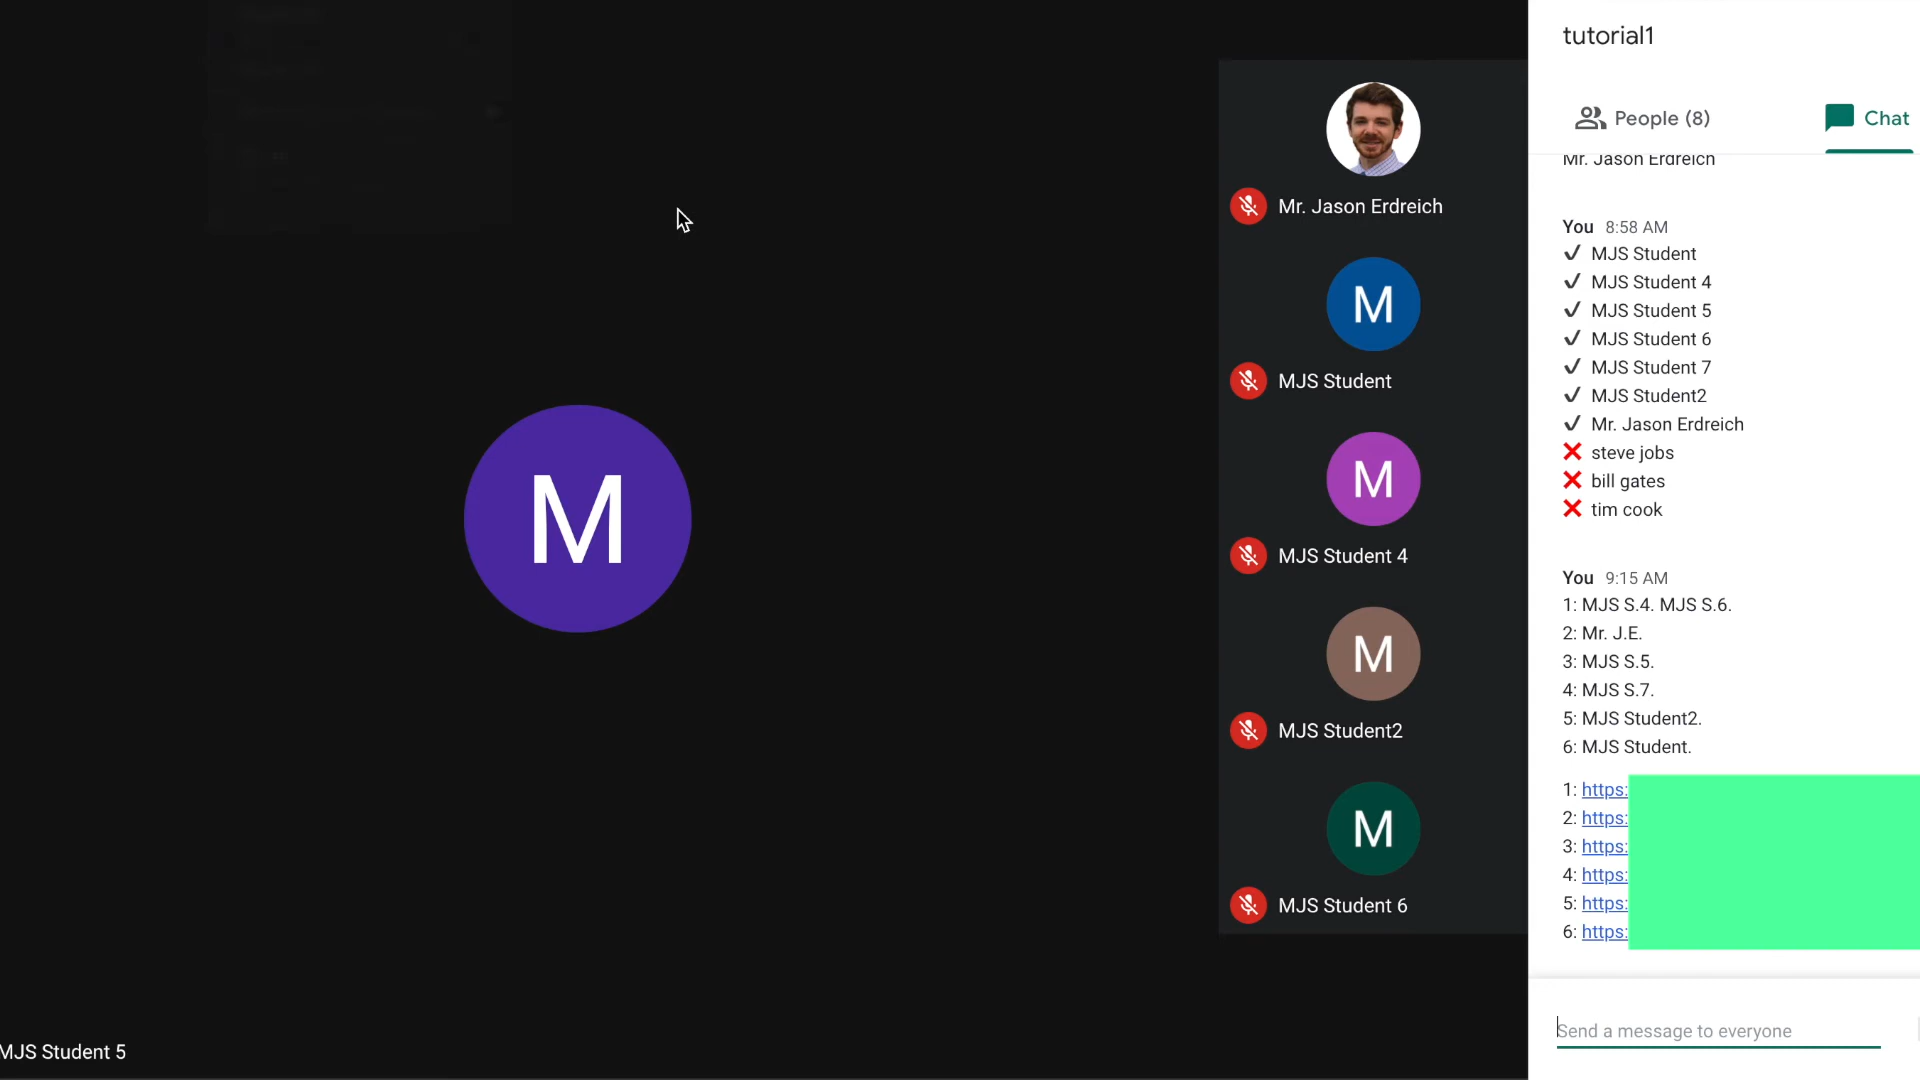 tutorial1
People (8)
Chat
Mr. Jason Erdreich
You 8:58 AM
✔ MJS Student
✔ MJS Student 4
✔ MJS Student 5
✔ MJS Student 6
✔ MJS Student 7
✔ MJS Student2
✔ Mr. Jason Erdreich
❌ steve jobs
❌ bill gates
❌ tim cook
You 9:15 AM
1: MJS S.4. MJS S.6.
2: Mr. J.E.
3: MJS S.5.
4: MJS S.7.
5: MJS Student2.
6: MJS Student.
1: https:
2: https:
3: https:
4: https:
5: https:
6: https:
Send a message to everyone
Mr. Jason Erdreich
M
MJS Student
M
MJS Student 4
M
MJS Student2
M
MJS Student 6
M
MJS Student 5